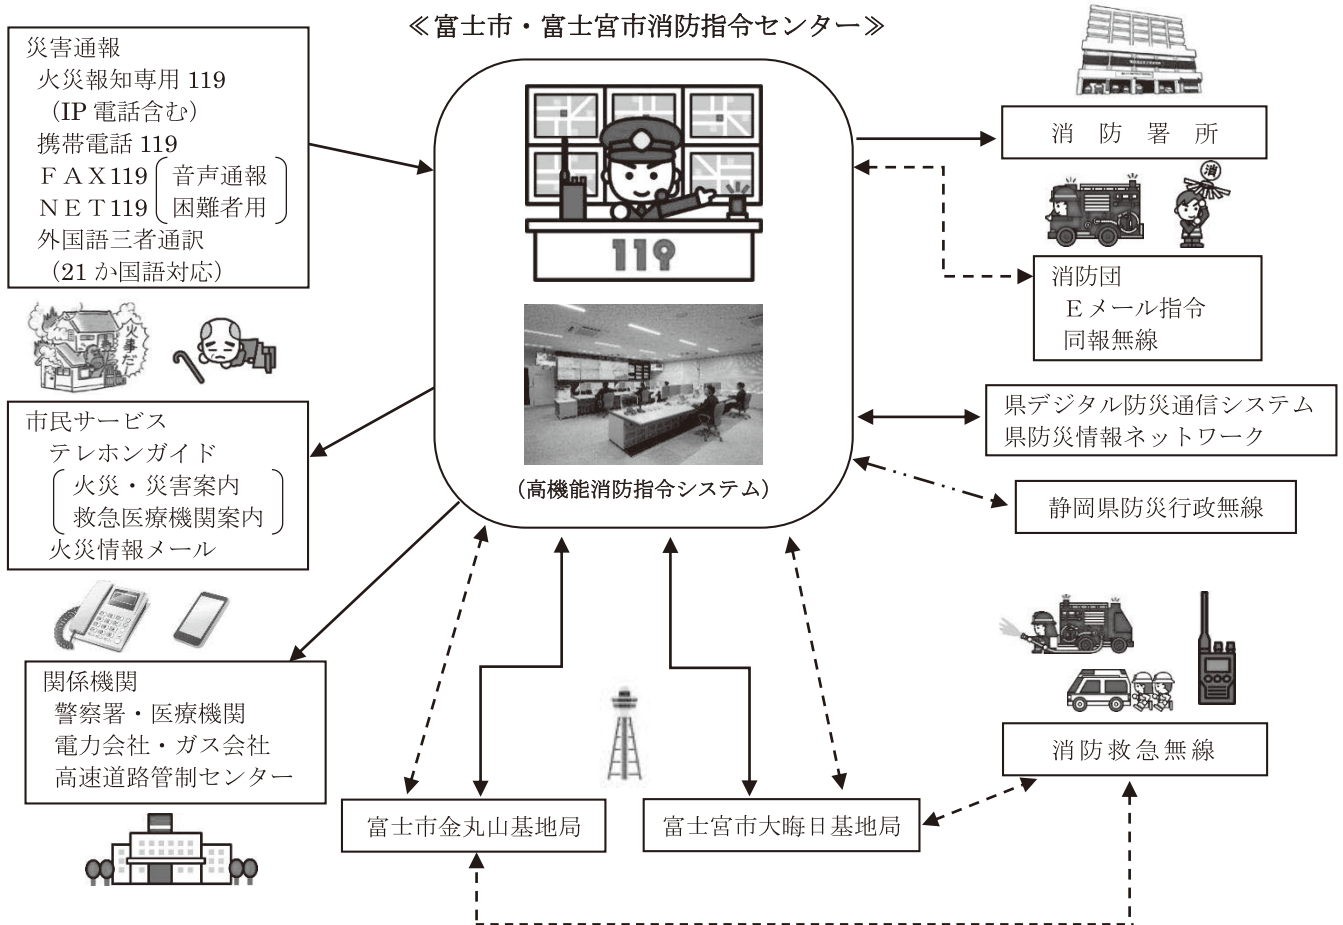 ≪富士市・富士宮市消防指令センター≫
災害通報
火災報知専用 119
（IP 電話含む）
携帯電話 119
ＦＡＸ119 音声通報
ＮＥＴ119 困難者用
外国語三者通訳
（21 か国語対応）
火事だ
市民サービス
テレホンガイド
火災・災害案内
救急医療機関案内
火災情報メール
関係機関
警察署・医療機関
電力会社・ガス会社
高速道路管制センター
119
（高機能消防指令システム）
消防署所
消
消防団
Ｅメール指令
同報無線
県デジタル防災通信システム
県防災情報ネットワーク
静岡県防災行政無線
消防救急無線
富士市金丸山基地局
富士宮市大晦日基地局